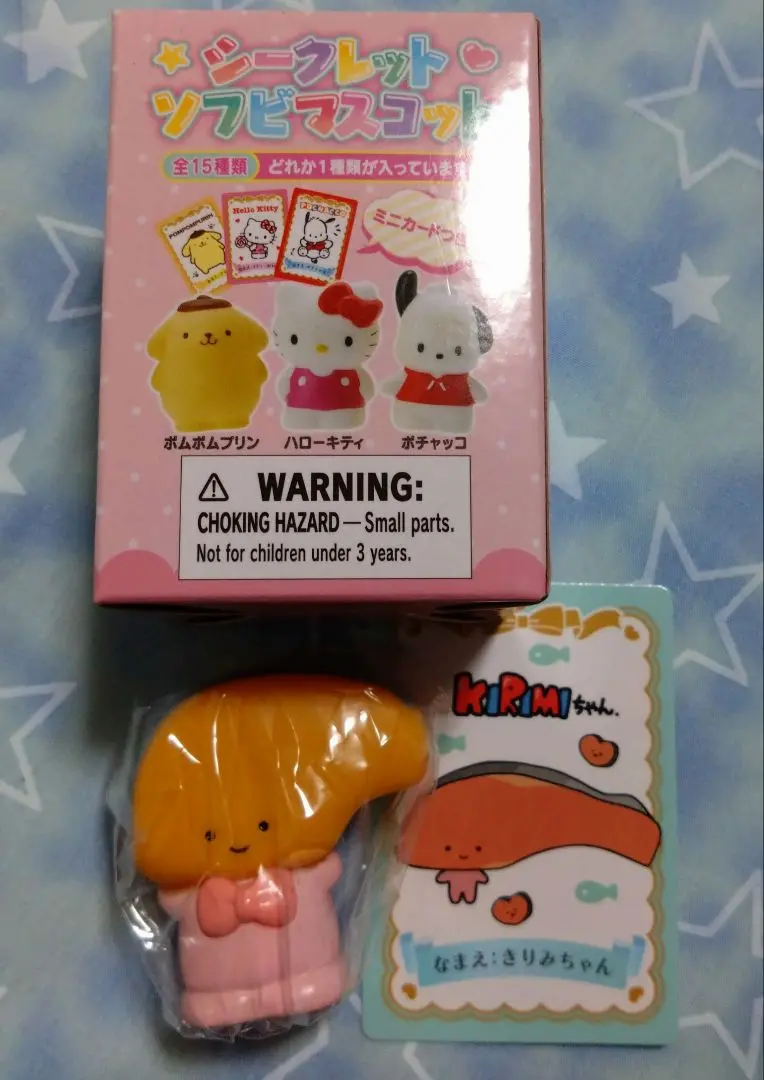 シークレット
ソフビマスコット
全15種類 どれか1種類が入っています
ミニカードつき
POMPOMPURIN
Hello Kitty
POCHACCO
ポムポムプリン ハローキティ ポチャッコ
WARNING:
CHOKING HAZARD — Small parts.
Not for children under 3 years.
KIRIMIちゃん.
なまえ:きりみちゃん